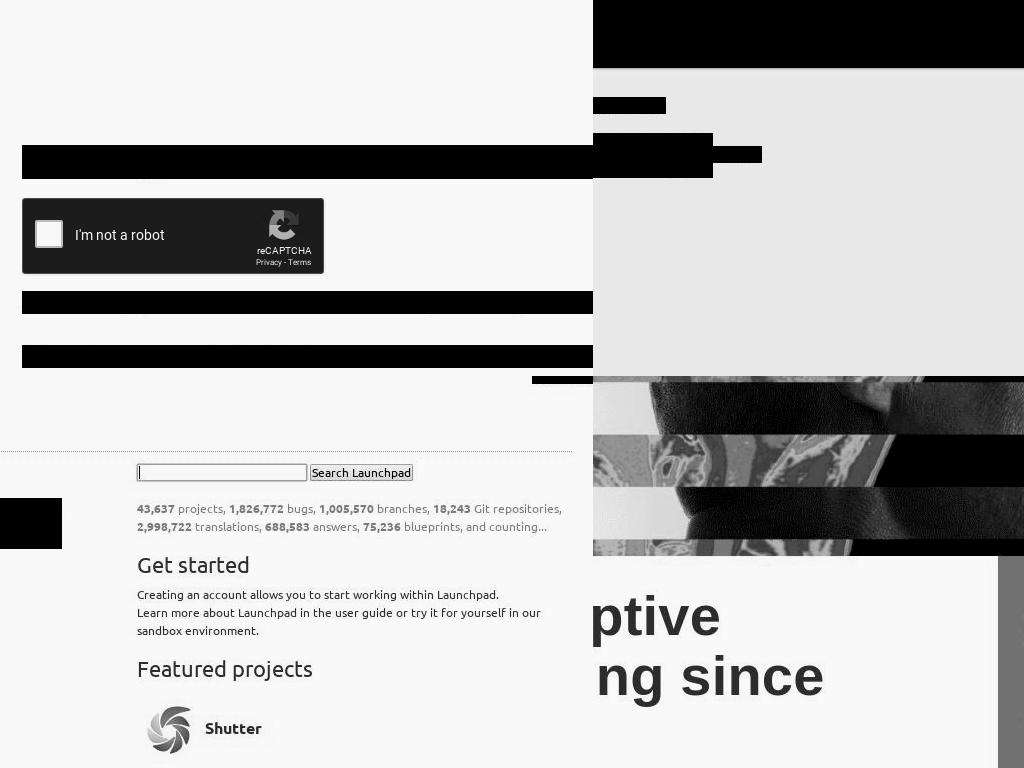 I'm not a robot
reCAPTCHA
Privacy - Terms
Search Launchpad
43,637 projects, 1,826,772 bugs, 1,005,570 branches, 18,243 Git repositories,
2,998,722 translations, 688,583 answers, 75,236 blueprints, and counting...
Get started
Creating an account allows you to start working within Launchpad.
Learn more about Launchpad in the user guide or try it for yourself in our
sandbox environment.
Featured projects
Shutter
ptive
ng since